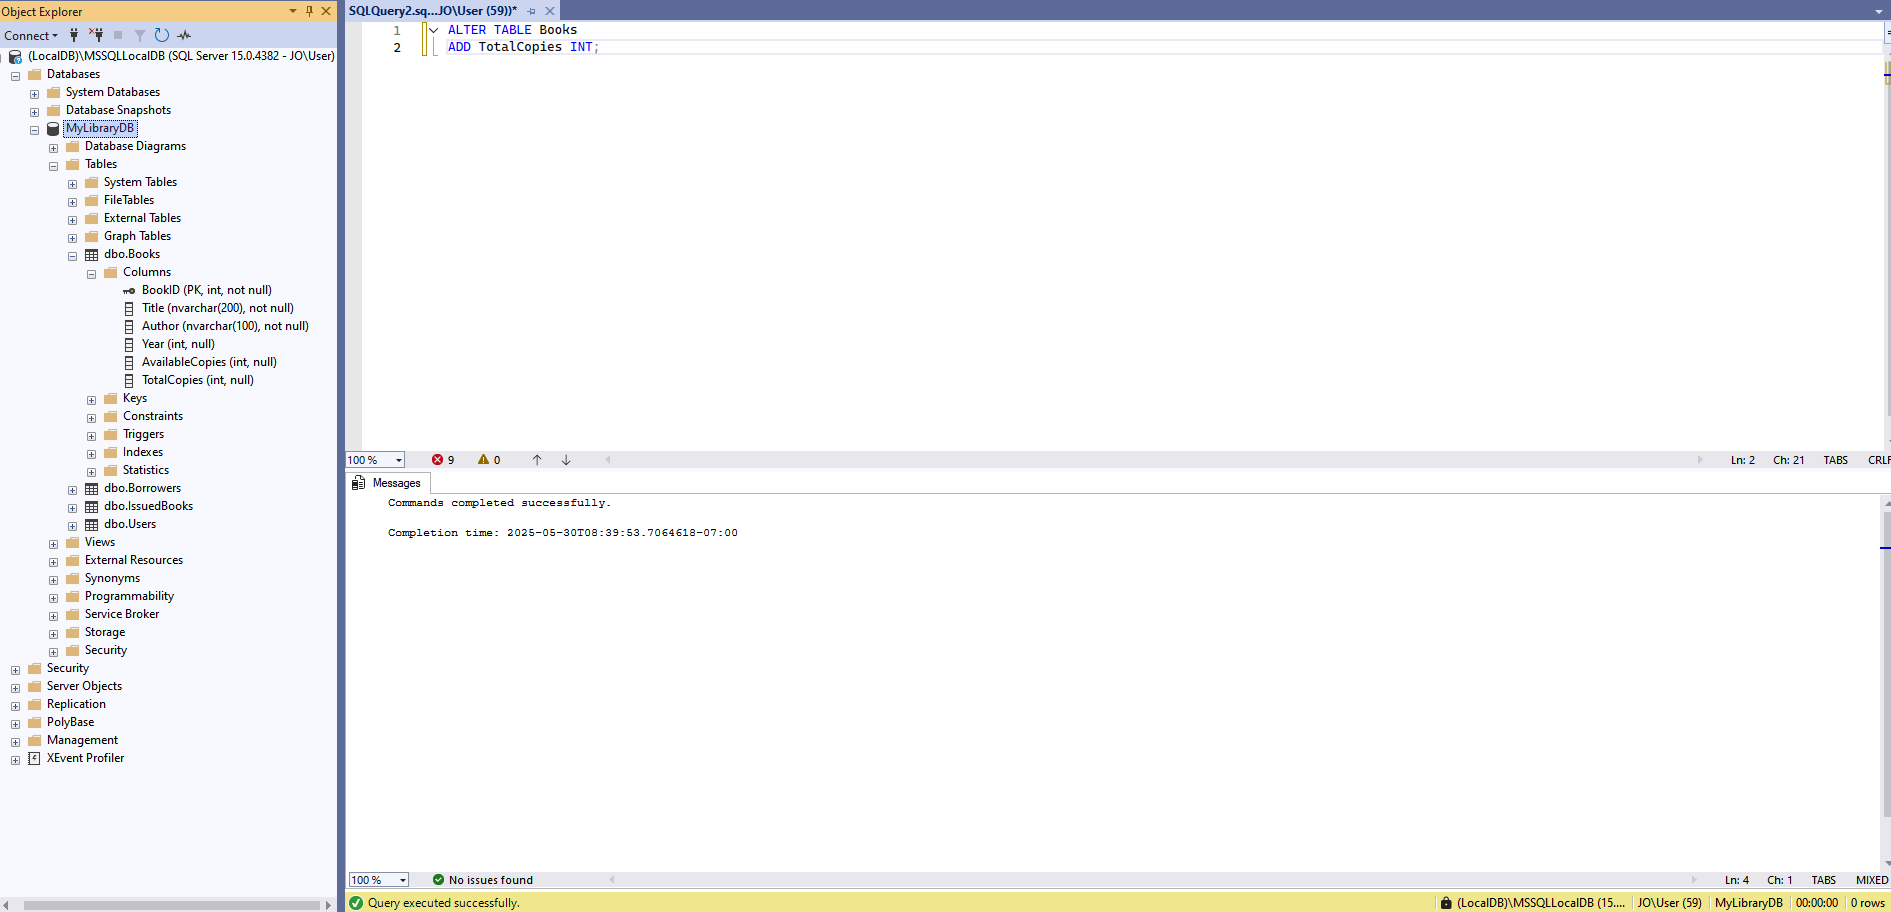 Object Explorer
Connect
(LocalDB)\MSSQLLocalDB (SQL Server 15.0.4382 - JO\User)
Databases
System Databases
Database Snapshots
MyLibraryDB
Database Diagrams
Tables
System Tables
FileTables
External Tables
Graph Tables
dbo.Books
Columns
BookID (PK, int, not null)
Title (nvarchar(200), not null)
Author (nvarchar(100), not null)
Year (int, null)
AvailableCopies (int, null)
TotalCopies (int, null)
Keys
Constraints
Triggers
Indexes
Statistics
dbo.Borrowers
dbo.IssuedBooks
dbo.Users
Views
External Resources
Synonyms
Programmability
Service Broker
Storage
Security
Security
Server Objects
Replication
PolyBase
Management
XEvent Profiler
SQLQuery2.sq...JO\User (59))*
1 ALTER TABLE Books
2 ADD TotalCopies INT;
100 % 9 0 Ln: 2 Ch: 21 TABS CRLF
Messages
Commands completed successfully.
Completion time: 2025-05-30T08:39:53.7064618-07:00
100 % No issues found Ln: 4 Ch: 1 TABS MIXED
Query executed successfully. (LocalDB)\MSSQLLocalDB (15.... JO\User (59) MyLibraryDB 00:00:00 0 rows